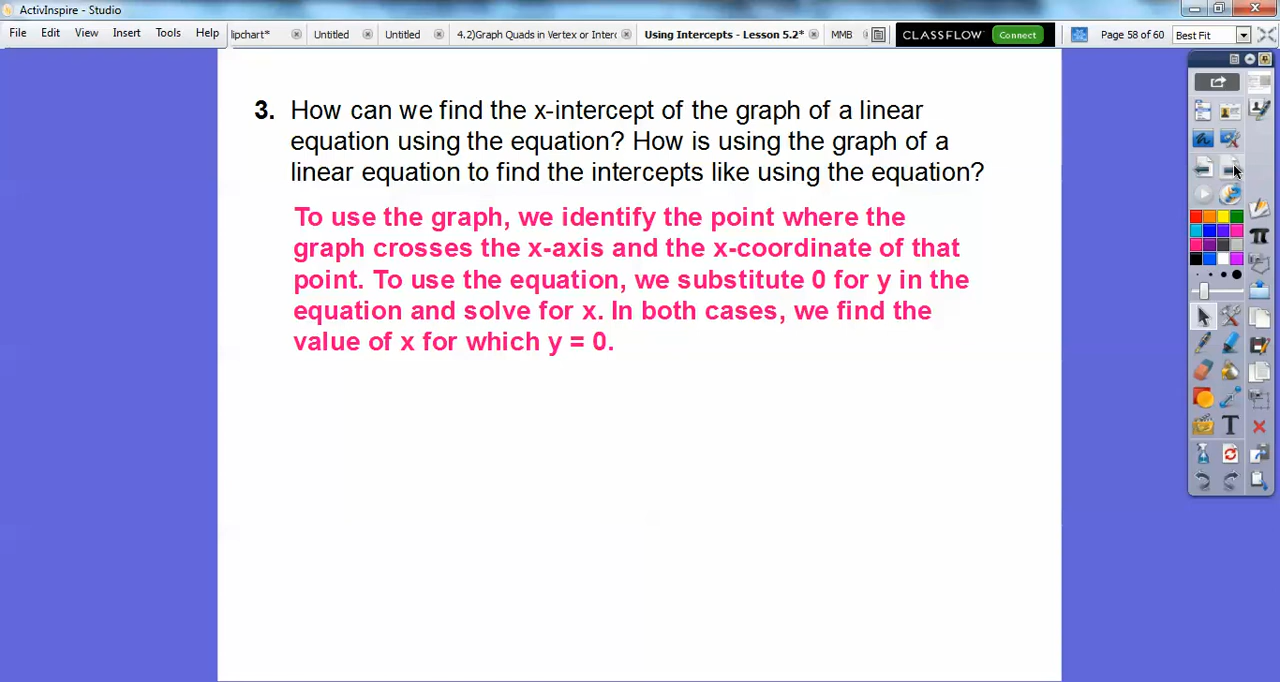 ActivInspire - Studio
File Edit View Insert Tools Help
lipchart* Untitled Untitled 4.2)Graph Quads in Vertex or Inter Using Intercepts - Lesson 5.2* MMB CLASSFLOW Connect Page 58 of 60 Best Fit
3. How can we find the x-intercept of the graph of a linear
equation using the equation? How is using the graph of a
linear equation to find the intercepts like using the equation?
To use the graph, we identify the point where the
graph crosses the x-axis and the x-coordinate of that
point. To use the equation, we substitute 0 for y in the
equation and solve for x. In both cases, we find the
value of x for which y = 0.